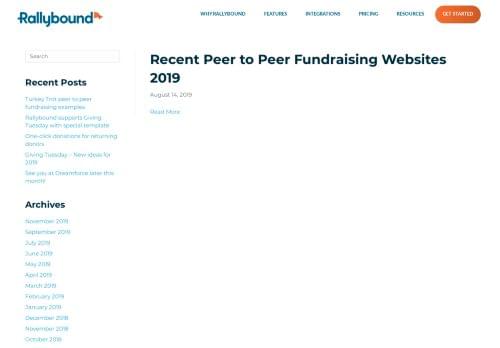 Rallybound
WHY RALLYBOUND
FEATURES
INTEGRATIONS
PRICING
RESOURCES
GET STARTED
Search
Recent Posts
Turkey Trot peer to peer
fundraising examples
Rallybound supports Giving
Tuesday with special template
One-click donations for returning
donors
Giving Tuesday – New ideas for
2019
See you at Dreamforce later this
month!
Archives
November 2019
September 2019
July 2019
June 2019
May 2019
April 2019
March 2019
February 2019
January 2019
December 2018
November 2018
October 2018
Recent Peer to Peer Fundraising Websites
2019
August 14, 2019
Read More